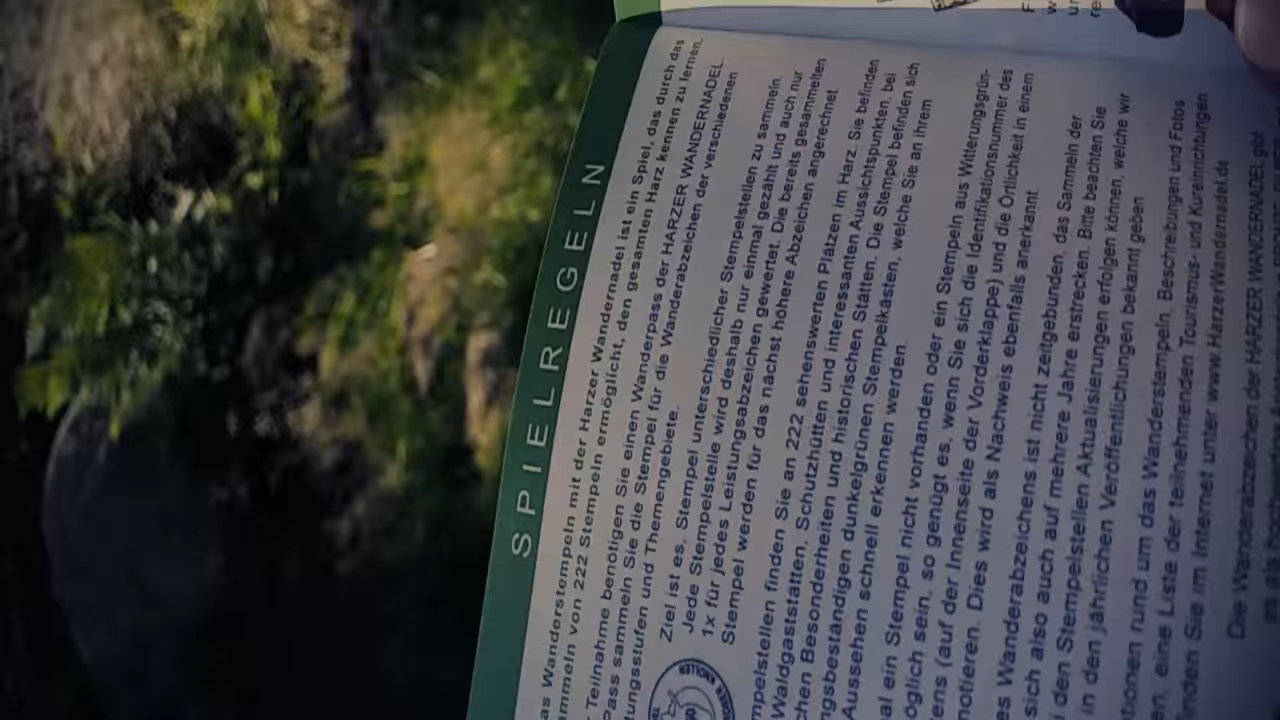 SPIELREGELN
as Wanderstempeln mit der Harzer Wandernadel ist ein Spiel, das durch das
mmeln von 222 Stempeln ermöglicht, den gesamten Harz kennen zu lernen.
Teilnahme benötigen Sie einen Wanderpass der HARZER WANDERNADEL.
Pass sammeln Sie die Stempel für die Wanderabzeichen der verschiedenen
tungsstufen und Themengebiete.
Ziel ist es, Stempel unterschiedlicher Stempelstellen zu sammeln.
Jede Stempelstelle wird deshalb nur einmal gezählt und auch nur
1x für jedes Leistungsabzeichen gewertet. Die bereits gesammelten
Stempel werden für das nächst höhere Abzeichen angerechnet.
mpelstellen finden Sie an 222 sehenswerten Plätzen im Harz. Sie befinden
Waldgaststätten, Schutzhütten und interessanten Aussichtspunkten, bei
chen Besonderheiten und historischen Stätten. Die Stempel befinden sich
ngsbeständigen dunkelgrünen Stempelkästen, welche Sie an ihrem
Aussehen schnell erkennen werden.
al ein Stempel nicht vorhanden oder ein Stempeln aus Witterungsgrün-
öglich sein, so genügt es, wenn Sie sich die Identifikationsnummer des
ens (auf der Innenseite der Vorderklappe) und die Örtlichkeit in einem
notieren. Dies wird als Nachweis ebenfalls anerkannt.
es Wanderabzeichens ist nicht zeitgebunden, das Sammeln der
sich also auch auf mehrere Jahre erstrecken. Bitte beachten Sie
i den Stempelstellen Aktualisierungen erfolgen können, welche wir
in den jährlichen Veröffentlichungen bekannt geben
tionen rund um das Wanderstempeln, Beschreibungen und Fotos
n, eine Liste der teilnehmenden Tourismus- und Kureinrichtungen
inden Sie im Internet unter www.HarzerWandernadel.de
Die Wanderabzeichen der HARZER WANDERNADEL gibt